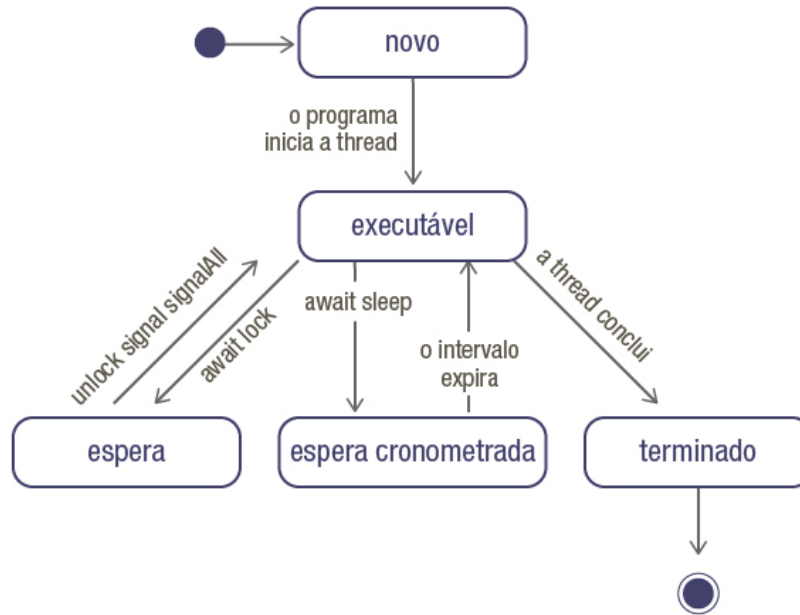 novo
o programa
inicia a thread
executável
unlock signal signalAll
await lock
await sleep
o intervalo
expira
a thread conclui
espera
espera cronometrada
terminado